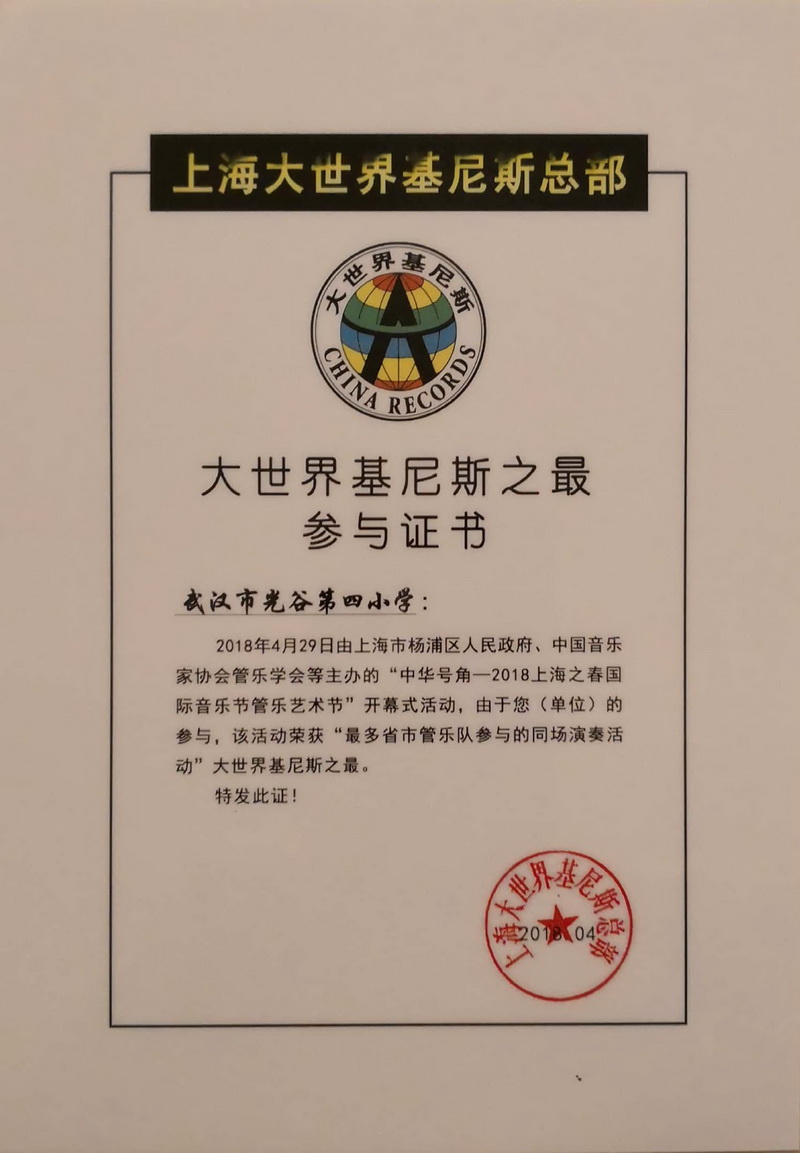 上海大世界基尼斯总部
大世界基尼斯
CHINA RECORDS
大世界基尼斯之最
参与证书
武汉市光谷第四小学：
2018年4月29日由上海市杨浦区人民政府、中国音乐
家协会管乐学会等主办的“中华号角—2018上海之春国
际音乐节管乐艺术节”开幕式活动，由于您（单位）的
参与，该活动荣获“最多省市管乐队参与的同场演奏活
动”大世界基尼斯之最。
特发此证！
上海大世界基尼斯总部
2018.04